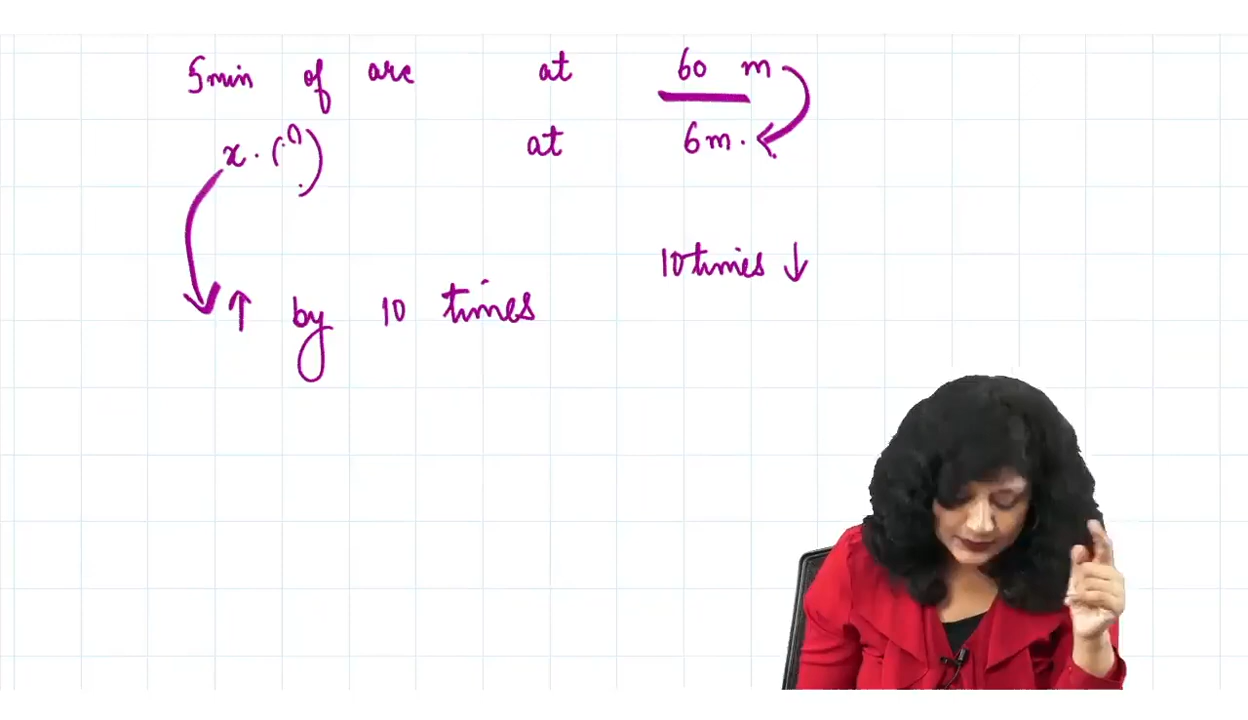 5min of arc at 60 m
x. (?) at 6m.
10times ↓
↑ by 10 times